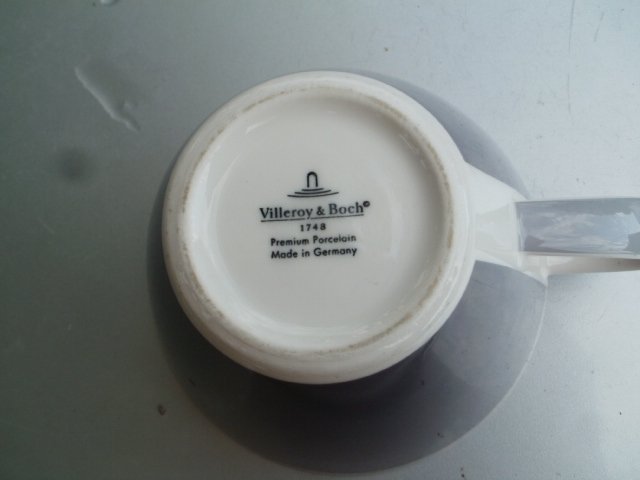 Villeroy & Boch©
1748
Premium Porcelain
Made in Germany